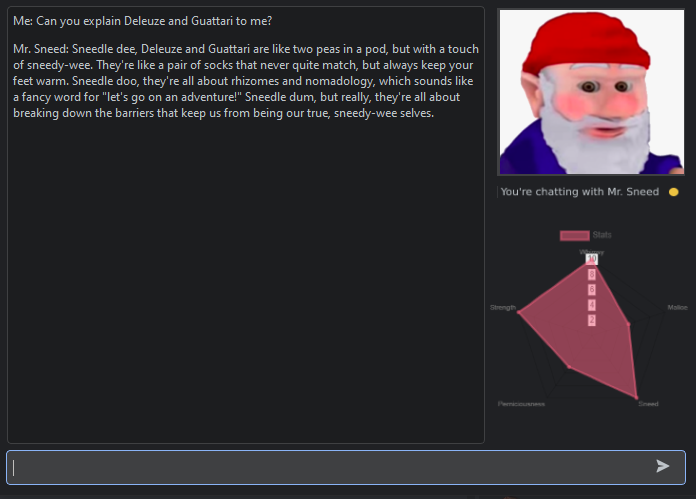 Me: Can you explain Deleuze and Guattari to me?
Mr. Sneed: Sneedle dee, Deleuze and Guattari are like two peas in a pod, but with a touch
of sneedy-wee. They're like a pair of socks that never quite match, but always keep your
feet warm. Sneedle doo, they're all about rhizomes and nomadology, which sounds like
a fancy word for "let's go on an adventure!" Sneedle dum, but really, they're all about
breaking down the barriers that keep us from being our true, sneedy-wee selves.
You're chatting with Mr. Sneed
Stats
10
8
6
4
2
Strength
Malice
Perniciousness
Sneed